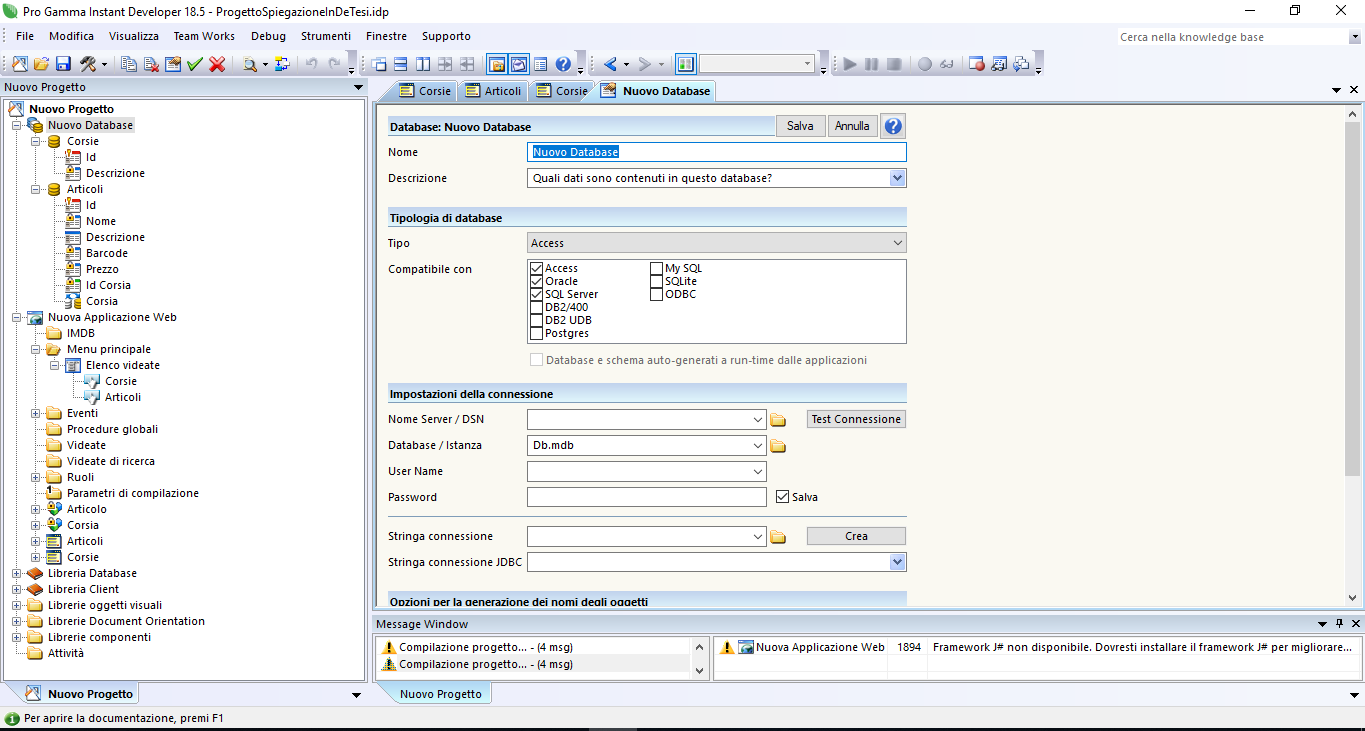 Pro Gamma Instant Developer 18.5 - ProgettoSpiegazioneInDeTesi.idp
File Modifica Visualizza Team Works Debug Strumenti Finestre Supporto
Cerca nella knowledge base
Nuovo Progetto
Nuovo Progetto
Nuovo Database
Corsie
Id
Descrizione
Articoli
Id
Nome
Descrizione
Barcode
Prezzo
Id Corsia
Corsia
Nuova Applicazione Web
IMDB
Menu principale
Elenco videate
Corsie
Articoli
Eventi
Procedure globali
Videate
Videate di ricerca
Ruoli
Parametri di compilazione
Articolo
Corsia
Articoli
Corsie
Libreria Database
Libreria Client
Librerie oggetti visuali
Librerie Document Orientation
Librerie componenti
Attività
Nuovo Progetto
Corsie Articoli Corsie Nuovo Database
Database: Nuovo Database Salva Annulla
Nome Nuovo Database
Descrizione Quali dati sono contenuti in questo database?
Tipologia di database
Tipo Access
Compatibile con
Access My SQL
Oracle SQLite
SQL Server ODBC
DB2/400
DB2 UDB
Postgres
Database e schema auto-generati a run-time dalle applicazioni
Impostazioni della connessione
Nome Server / DSN Test Connessione
Database / Istanza Db.mdb
User Name
Password Salva
Stringa connessione Crea
Stringa connessione JDBC
Opzioni per la generazione dei nomi degli oggetti
Message Window
Compilazione progetto... - (4 msg)
Compilazione progetto... - (4 msg)
Nuova Applicazione Web 1894 Framework J# non disponibile. Dovresti installare il framework J# per migliorare...
Nuovo Progetto
Per aprire la documentazione, premi F1